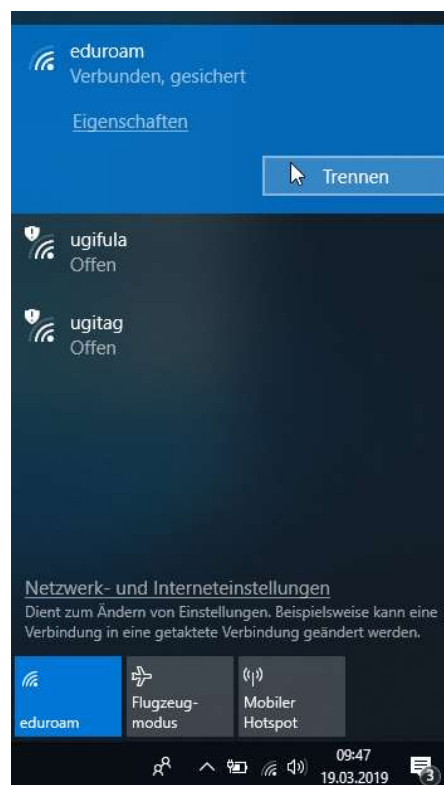 eduroam
Verbunden, gesichert
Eigenschaften
Trennen
ugifula
Offen
ugitag
Offen
Netzwerk- und Interneteinstellungen
Dient zum Ändern von Einstellungen. Beispielsweise kann eine
Verbindung in eine getaktete Verbindung geändert werden.
eduroam
Flugzeug-
modus
Mobiler
Hotspot
09:47
19.03.2019
3